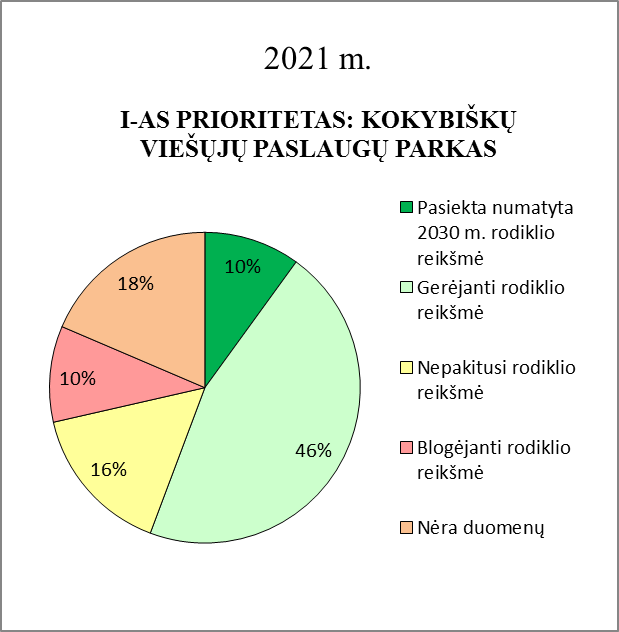 2021 m.
I-AS PRIORITETAS: KOKYBIŠKŲ
VIEŠŲJŲ PASLAUGŲ PARKAS
10%
46%
16%
10%
18%
Pasiekta numatyta
2030 m. rodiklio
reikšmė
Gerėjanti rodiklio
reikšmė
Nepakitusi rodiklio
reikšmė
Blogėjanti rodiklio
reikšmė
Nėra duomenų